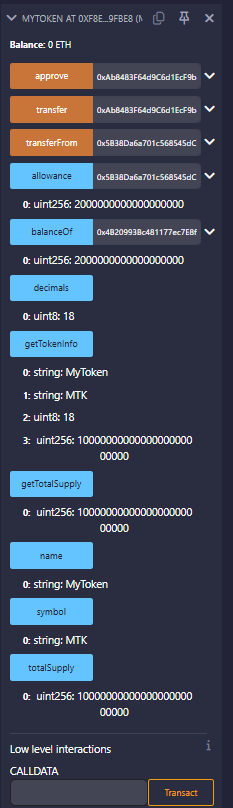 MYTOKEN AT 0XF8E...9FBE8 (M
Balance: 0 ETH
approve 0xAb8483F64d9C6d1EcF9b
transfer 0xAb8483F64d9C6d1EcF9b
transferFrom 0x5B38Da6a701c568545dC
allowance 0x5B38Da6a701c568545dC
0: uint256: 2000000000000000000
balanceOf 0x4B20993Bc481177ec7E8f
0: uint256: 2000000000000000000
decimals
0: uint8: 18
getTokenInfo
0: string: MyToken
1: string: MTK
2: uint8: 18
3: uint256: 10000000000000000000
00000
getTotalSupply
0: uint256: 10000000000000000000
00000
name
0: string: MyToken
symbol
0: string: MTK
totalSupply
0: uint256: 10000000000000000000
00000
Low level interactions
CALLDATA
Transact